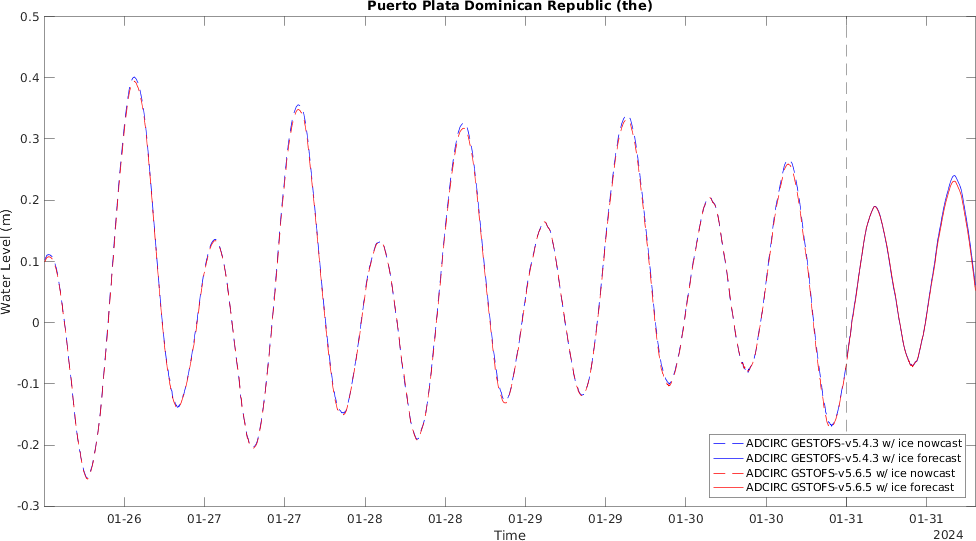 Puerto Plata Dominican Republic (the)
0.5
0.4
0.3
0.2
0.1
0
-0.1
-0.2
-0.3
Water Level (m)
ADCIRC GESTOFS-v5.4.3 w/ ice nowcast
ADCIRC GESTOFS-v5.4.3 w/ ice forecast
ADCIRC GSTOFS-v5.6.5 w/ ice nowcast
ADCIRC GSTOFS-v5.6.5 w/ ice forecast
01-26 01-27 01-27 01-28 01-28 01-29 01-29 01-30 01-30 01-31 01-31
Time
2024